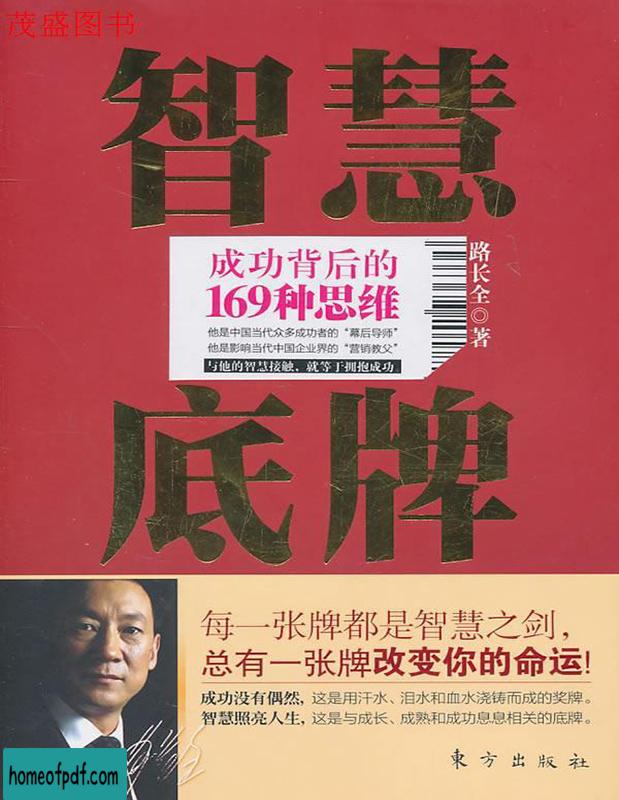 茂盛图书
智慧
成功背后的
169种思维
他是中国当代众多成功者的“幕后导师”
他是影响当代中国企业界的“营销教父”
与他的智慧接触，就等于拥抱成功
路长全◎著
底牌
每一张牌都是智慧之剑，
总有一张牌改变你的命运！
成功没有偶然，这是用汗水、泪水和血水浇铸而成的奖牌。
智慧照亮人生，这是与成长、成熟和成功息息相关的底牌。
homeofpdf.com
东方出版社